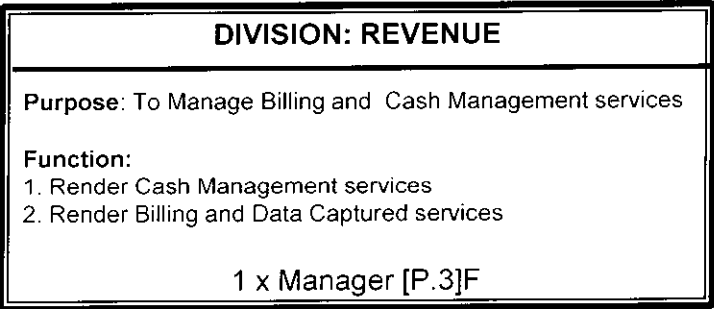 DIVISION: REVENUE
Purpose: To Manage Billing and Cash Management services
Function:
1. Render Cash Management services
2. Render Billing and Data Captured services
1 x Manager [P.3]F